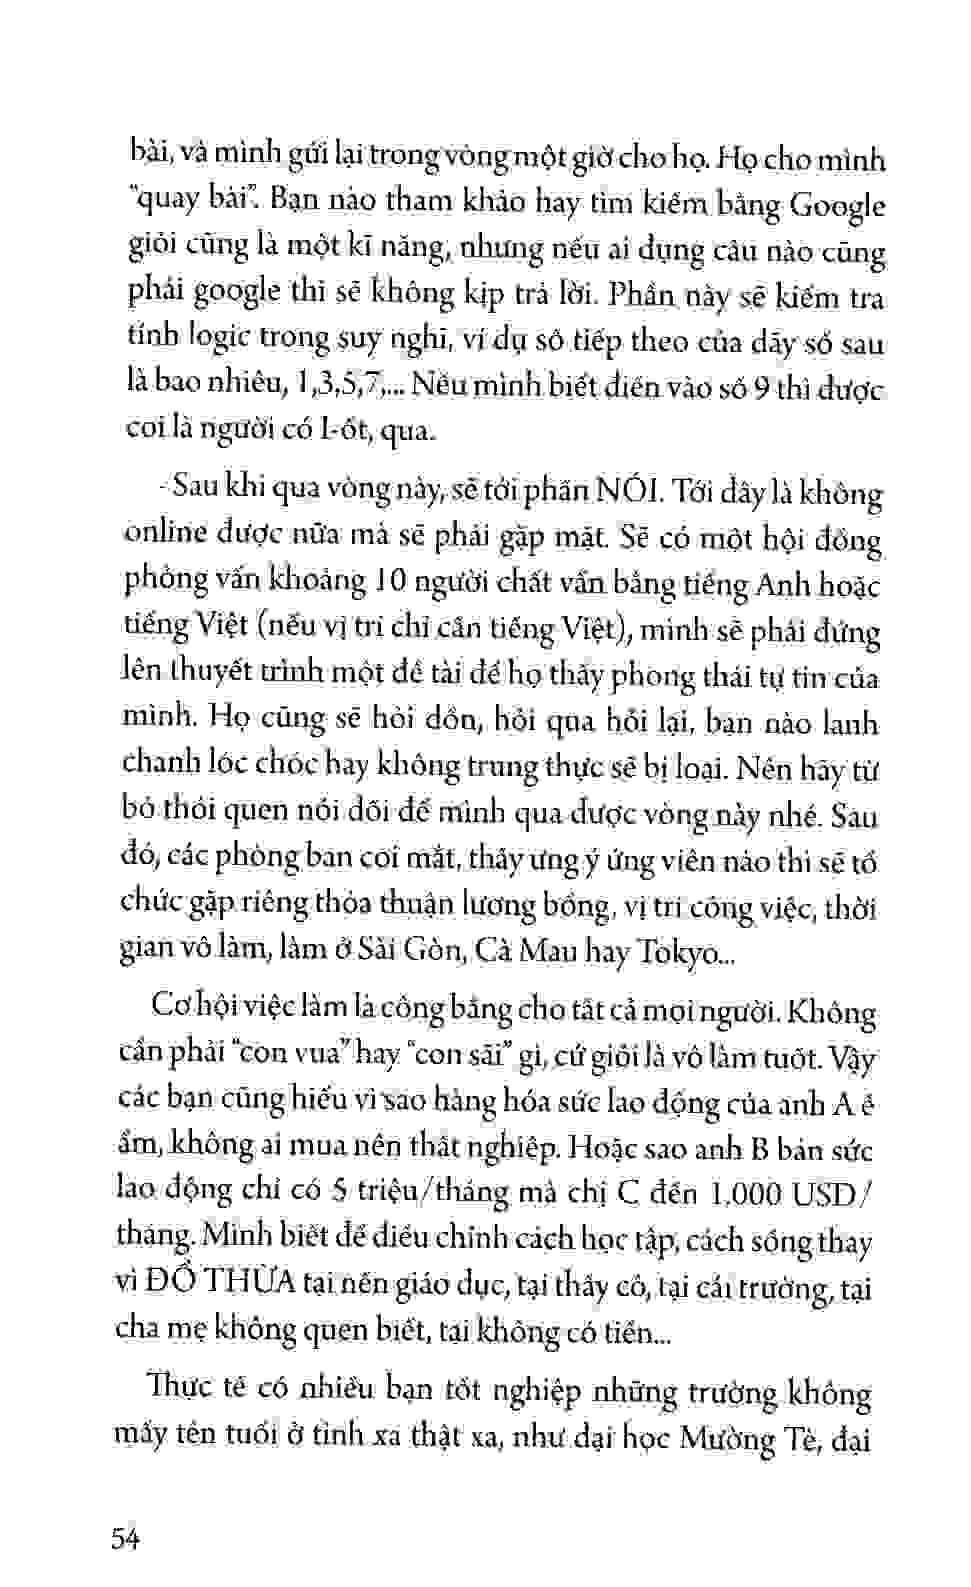 bài, và mình gửi lại trong vòng một giờ cho họ. Họ cho mình
“quay bài”. Bạn nào tham khảo hay tìm kiếm bằng Google
giỏi cũng là một kĩ năng, nhưng nếu ai đụng câu nào cũng
phải google thì sẽ không kịp trả lời. Phần này sẽ kiểm tra
tính logic trong suy nghĩ, ví dụ số tiếp theo của dãy số sau
là bao nhiêu, 1,3,5,7,... Nếu mình biết điền vào số 9 thì được
coi là người có I-ốt, qua.
- Sau khi qua vòng này, sẽ tới phần NÓI. Tới đây là không
online được nữa mà sẽ phải gặp mặt. Sẽ có một hội đồng
phỏng vấn khoảng 10 người chất vấn bằng tiếng Anh hoặc
tiếng Việt (nếu vị trí chỉ cần tiếng Việt), mình sẽ phải đứng
lên thuyết trình một đề tài để họ thấy phong thái tự tin của
mình. Họ cũng sẽ hỏi dồn, hỏi qua hỏi lại, bạn nào lanh
chanh lóc chóc hay không trung thực sẽ bị loại. Nên hãy từ
bỏ thói quen nói dối để mình qua được vòng này nhé. Sau
đó, các phòng ban coi mắt, thấy ưng ý ứng viên nào thì sẽ tổ
chức gặp riêng thỏa thuận lương bổng, vị trí công việc, thời
gian vô làm, làm ở Sài Gòn, Cà Mau hay Tokyo...
Cơ hội việc làm là công bằng cho tất cả mọi người. Không
cần phải “con vua” hay “con sãi” gì, cứ giỏi là vô làm tuốt. Vậy
các bạn cũng hiểu vì sao hàng hóa sức lao động của anh A ế
ẩm, không ai mua nên thất nghiệp. Hoặc sao anh B bán sức
lao động chỉ có 5 triệu/tháng mà chị C đến 1.000 USD/
tháng. Mình biết để điều chỉnh cách học tập, cách sống thay
vì ĐỔ THỪA tại nền giáo dục, tại thầy cô, tại cái trường, tại
cha mẹ không quen biết, tại không có tiền...
Thực tế có nhiều bạn tốt nghiệp những trường không
mấy tên tuổi ở tỉnh xa thật xa, như đại học Mường Tè, đại
54